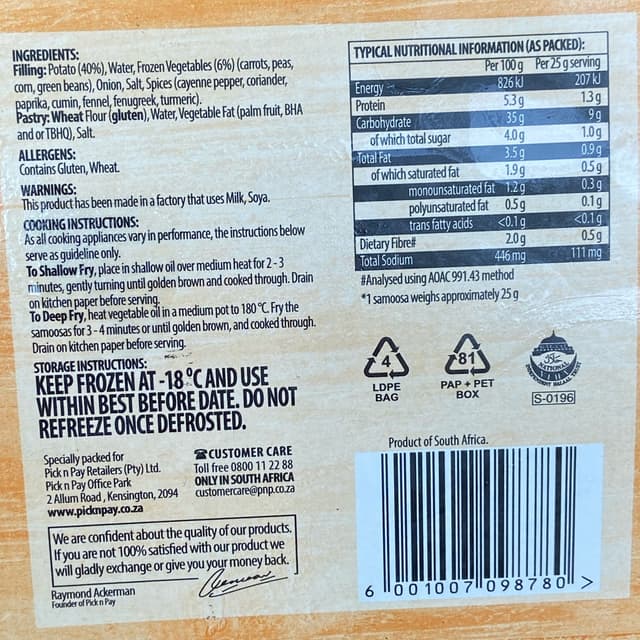 INGREDIENTS:
Filling: Potato (40%), Water, Frozen Vegetables (6%) (carrots, peas,
corn, green beans), Onion, Salt, Spices (cayenne pepper, coriander,
paprika, cumin, fennel, fenugreek, turmeric).
Pastry: Wheat Flour (gluten), Water, Vegetable Fat (palm fruit, BHA
and or TBHQ), Salt.
ALLERGENS:
Contains Gluten, Wheat.
WARNINGS:
This product has been made in a factory that uses Milk, Soya.
COOKING INSTRUCTIONS:
As all cooking appliances vary in performance, the instructions below
serve as guideline only.
To Shallow Fry, place in shallow oil over medium heat for 2 - 3
minutes, gently turning until golden brown and cooked through. Drain
on kitchen paper before serving.
To Deep Fry, heat vegetable oil in a medium pot to 180 °C. Fry the
samoosas for 3 - 4 minutes or until golden brown, and cooked through.
Drain on kitchen paper before serving.
STORAGE INSTRUCTIONS:
KEEP FROZEN AT -18 °C AND USE
WITHIN BEST BEFORE DATE. DO NOT
REFREEZE ONCE DEFROSTED.
Specially packed for
Pick n Pay Retailers (Pty) Ltd.
Pick n Pay Office Park
2 Allum Road, Kensington, 2094
www.picknpay.co.za
CUSTOMER CARE
Toll free 0800 11 22 88
ONLY IN SOUTH AFRICA
customercare@pnp.co.za
We are confident about the quality of our products.
If you are not 100% satisfied with our product we
will gladly exchange or give you your money back.
Raymond Ackerman
Founder of Pick n Pay
TYPICAL NUTRITIONAL INFORMATION (AS PACKED):
Per 100 g Per 25 g serving
Energy 826 kJ 207 kJ
Protein 5.3 g 1.3 g
Carbohydrate 35 g 9 g
of which total sugar 4.0 g 1.0 g
Total Fat 3.5 g 0.9 g
of which saturated fat 1.9 g 0.5 g
monounsaturated fat 1.2 g 0.3 g
polyunsaturated fat 0.5 g 0.1 g
trans fatty acids <0.1 g <0.1 g
Dietary Fibre# 2.0 g 0.5 g
Total Sodium 446 mg 111 mg
#Analysed using AOAC 991.43 method
*1 samoosa weighs approximately 25 g
4
LDPE
BAG
81
PAP + PET
BOX
NATIONAL
S-0196
Product of South Africa.
6 001007 098780 >